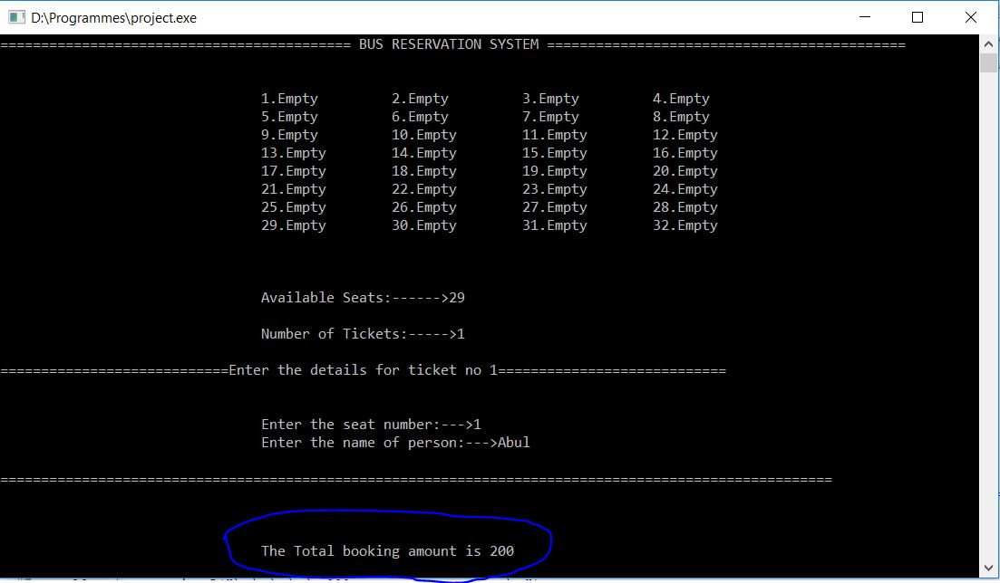 D:\Programmes\project.exe
=========================================== BUS RESERVATION SYSTEM ============================================
1.Empty 2.Empty 3.Empty 4.Empty
5.Empty 6.Empty 7.Empty 8.Empty
9.Empty 10.Empty 11.Empty 12.Empty
13.Empty 14.Empty 15.Empty 16.Empty
17.Empty 18.Empty 19.Empty 20.Empty
21.Empty 22.Empty 23.Empty 24.Empty
25.Empty 26.Empty 27.Empty 28.Empty
29.Empty 30.Empty 31.Empty 32.Empty
Available Seats:------>29
Number of Tickets:----->1
============================Enter the details for ticket no 1============================
Enter the seat number:--->1
Enter the name of person:--->Abul
======================================================================================================
The Total booking amount is 200